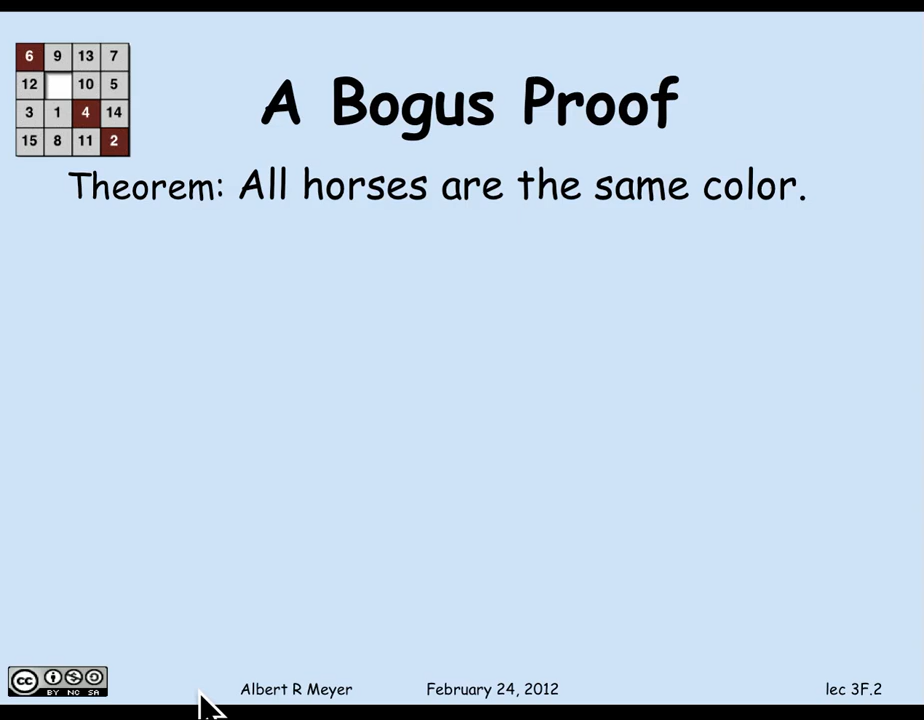 6 9 13 7
12 10 5
3 1 4 14
15 8 11 2
A Bogus Proof
Theorem: All horses are the same color.
cc BY NC SA
Albert R Meyer February 24, 2012 lec 3F.2